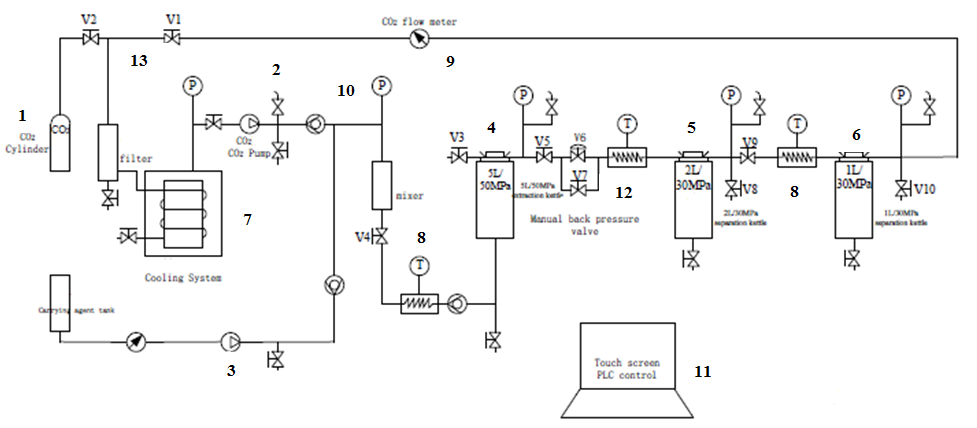 V2
V1
CO₂ flow meter
13
2
9
10
P
P
P
P
P
1
CO₂
Cylinder
CO₂
CO₂
CO₂ Pump
filter
4
V3
V5
V6
V7
T
5
V9
T
6
5L/
50MPa
5L/50MPa
extraction kettle
12
2L/
30MPa
V8
8
1L/
30MPa
V10
mixer
Manual back pressure
valve
2L/30MPa
separation kettle
1L/30MPa
separation kettle
7
V4
8
T
Cooling System
Carrying agent tank
3
Touch screen
PLC control
11